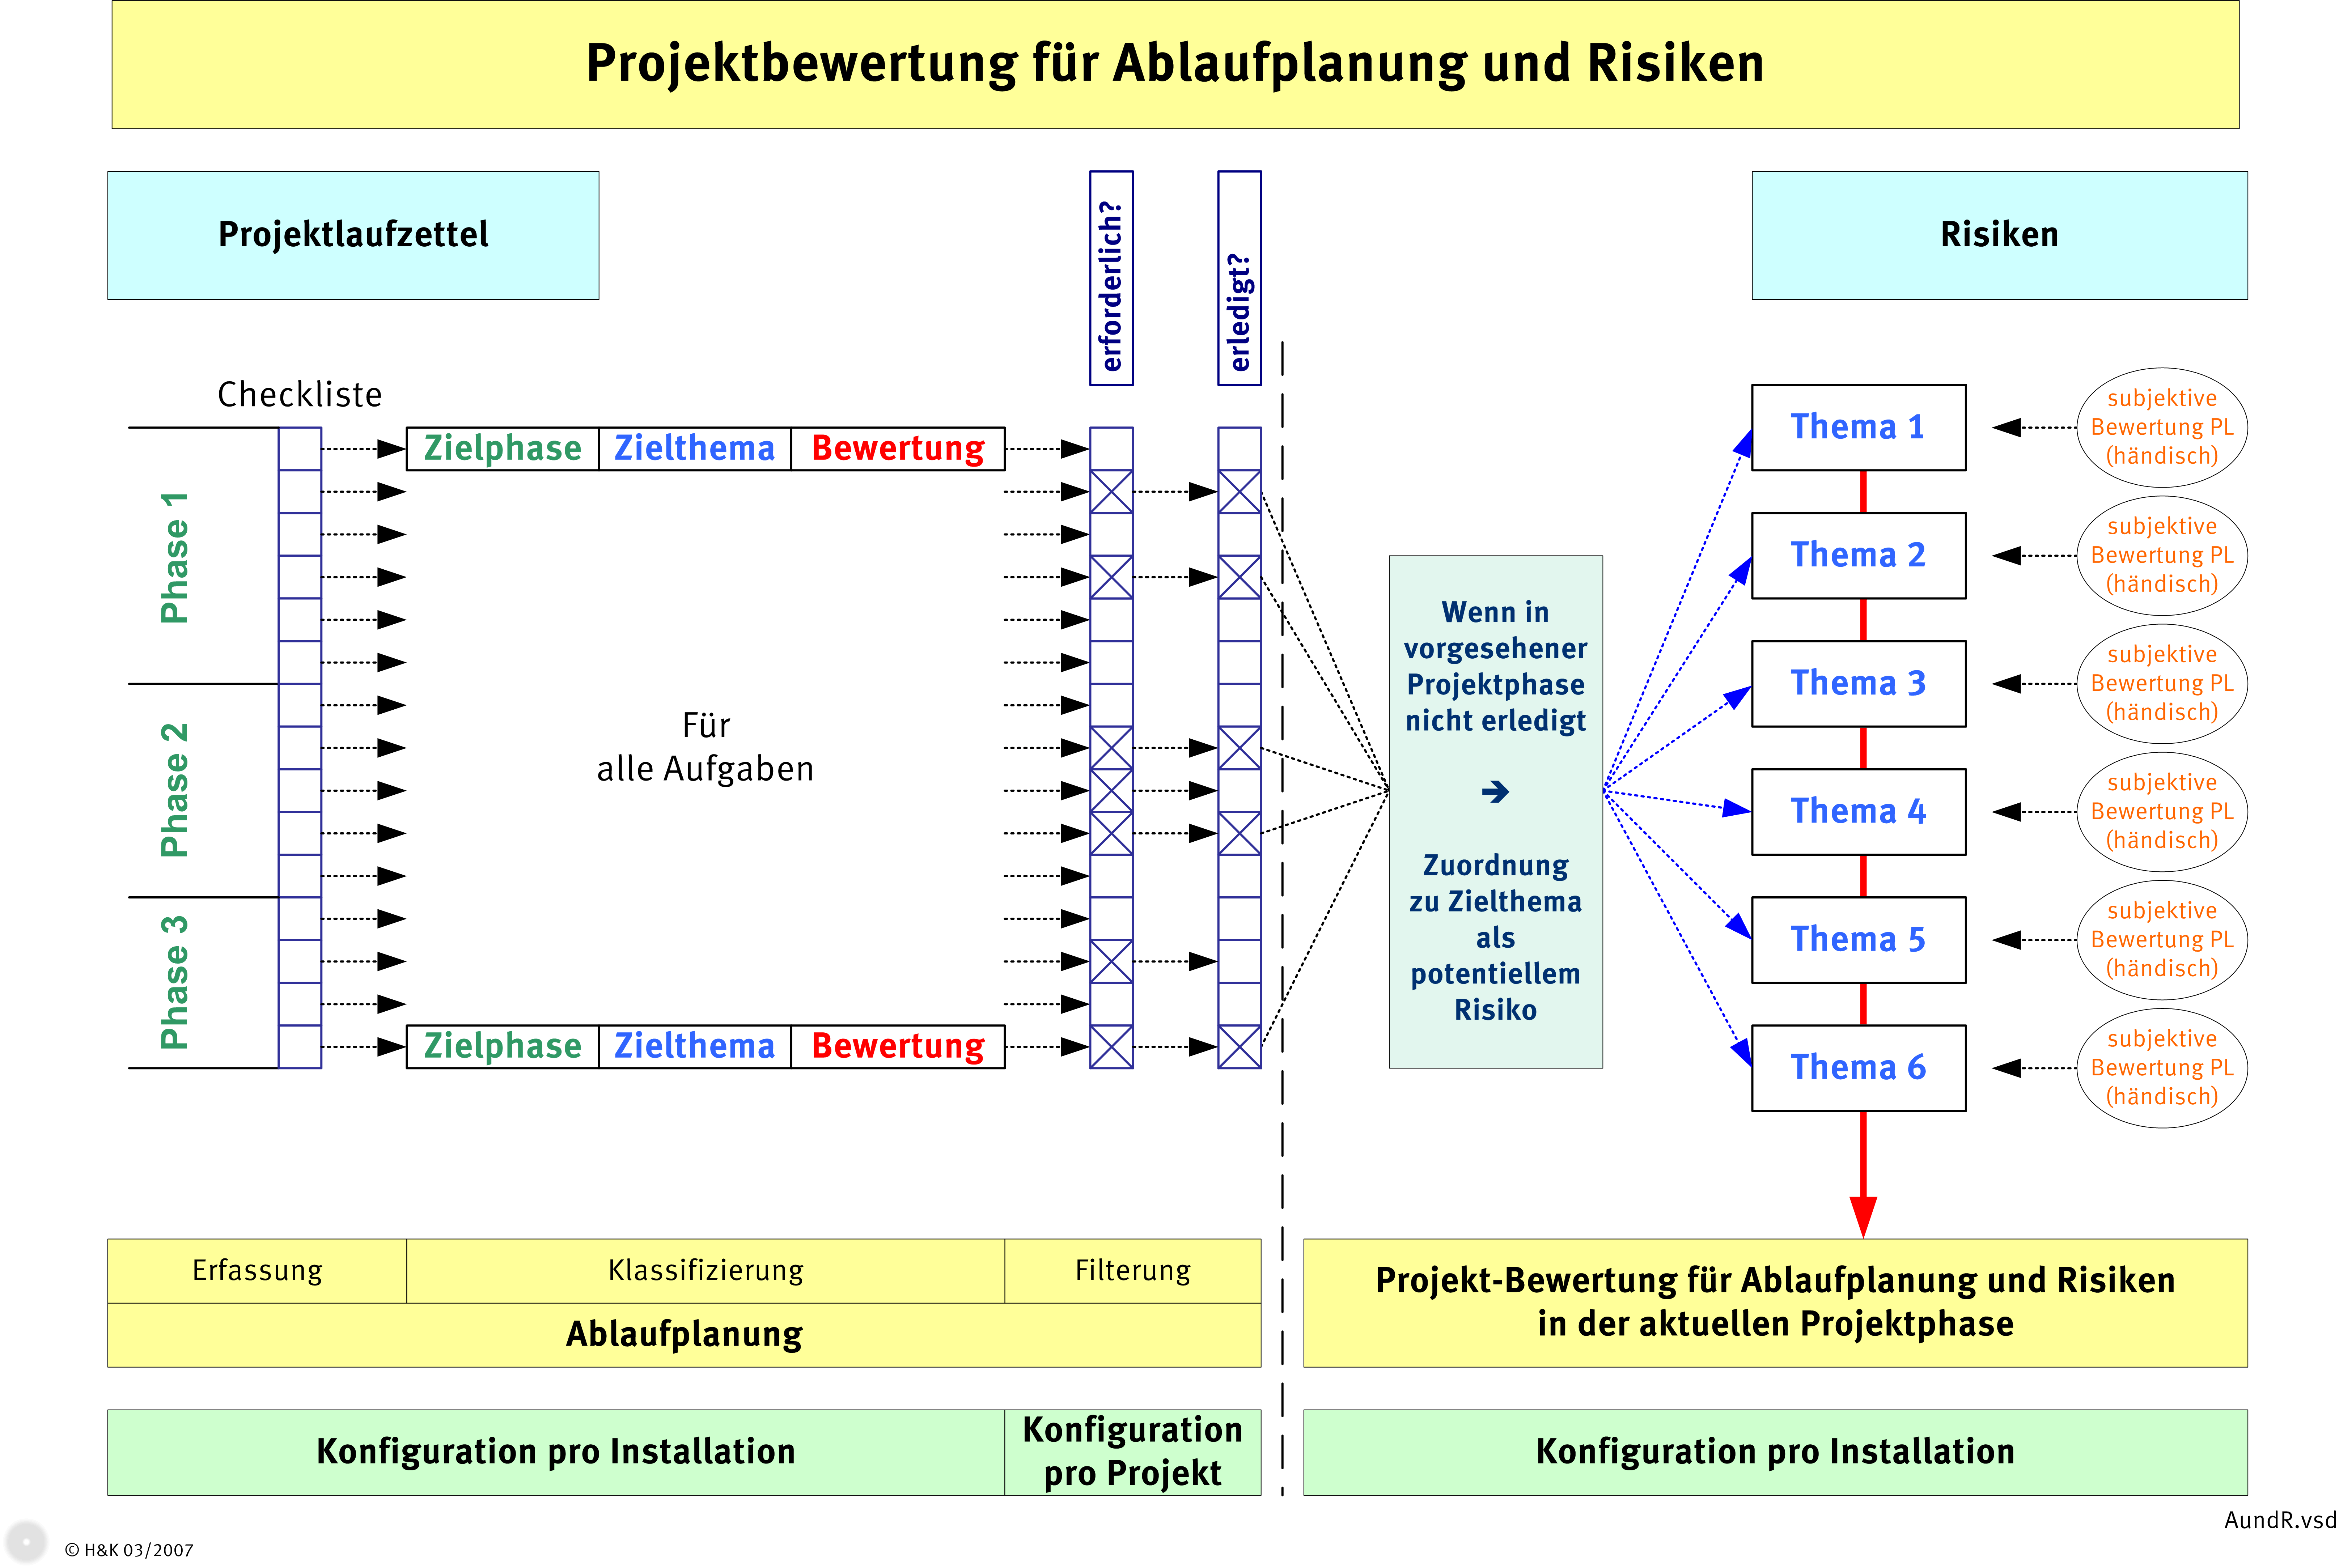 Projektbewertung für Ablaufplanung und Risiken
Projektlaufzettel
erforderlich?
erledigt?
Risiken
Checkliste
Phase 1
Phase 2
Phase 3
Zielphase Zielthema Bewertung
Für
alle Aufgaben
Zielphase Zielthema Bewertung
Wenn in
vorgesehener
Projektphase
nicht erledigt
➔
Zuordnung
zu Zielthema
als
potentiellem
Risiko
Thema 1
subjektive
Bewertung PL
(händisch)
Thema 2
subjektive
Bewertung PL
(händisch)
Thema 3
subjektive
Bewertung PL
(händisch)
Thema 4
subjektive
Bewertung PL
(händisch)
Thema 5
subjektive
Bewertung PL
(händisch)
Thema 6
subjektive
Bewertung PL
(händisch)
Erfassung Klassifizierung Filterung
Ablaufplanung
Projekt-Bewertung für Ablaufplanung und Risiken
in der aktuellen Projektphase
Konfiguration pro Installation
Konfiguration
pro Projekt
Konfiguration pro Installation
AundR.vsd
© H&K 03/2007